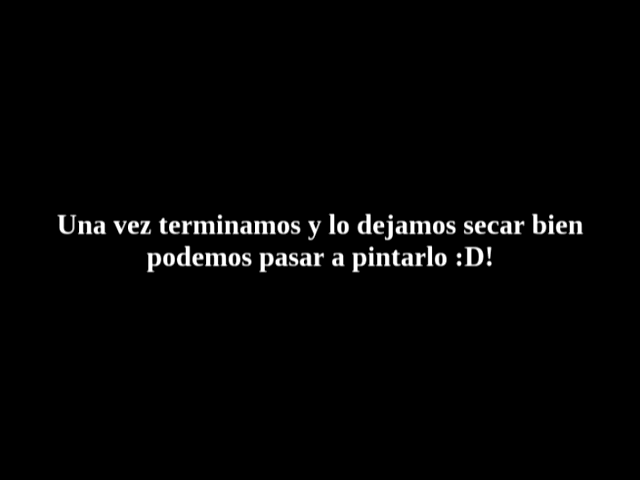 Una vez terminamos y lo dejamos secar bien
podemos pasar a pintarlo :D!